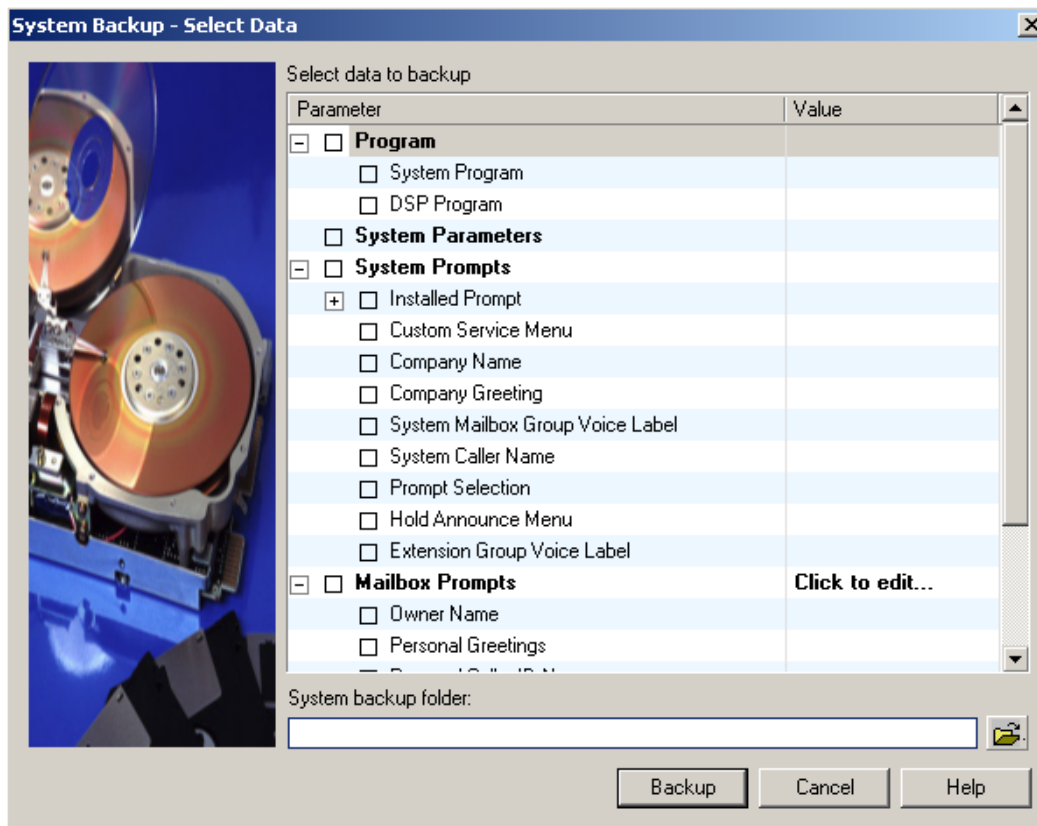 System Backup - Select Data
Select data to backup
Parameter Value
Program
System Program
DSP Program
System Parameters
System Prompts
Installed Prompt
Custom Service Menu
Company Name
Company Greeting
System Mailbox Group Voice Label
System Caller Name
Prompt Selection
Hold Announce Menu
Extension Group Voice Label
Mailbox Prompts Click to edit...
Owner Name
Personal Greetings
System backup folder:
Backup Cancel Help